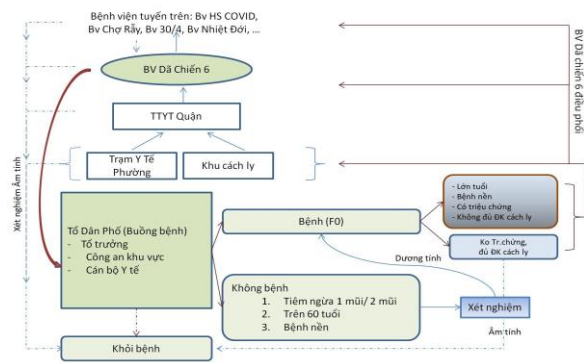 Bệnh viện tuyến trên: Bv HS COVID,
Bv Chợ Rẫy, Bv 30/4, Bv Nhiệt Đới, ...
BV Dã Chiến 6
TTYT Quận
Trạm Y Tế
Phường
Khu cách ly
BV Dã chiến 6 điều phối
Xét nghiệm Âm tính
Tổ Dân Phố (Buồng bệnh)
- Tổ trưởng
- Công an khu vực
- Cán bộ Y tế
Bệnh (F0)
- Lớn tuổi
- Bệnh nền
- Có triệu chứng
- Không đủ ĐK cách ly
Ko Tr.chứng,
đủ ĐK cách ly
Dương tính
Không bệnh
1. Tiêm ngừa 1 mũi/ 2 mũi
2. Trên 60 tuổi
3. Bệnh nền
Xét nghiệm
Âm tính
Khỏi bệnh